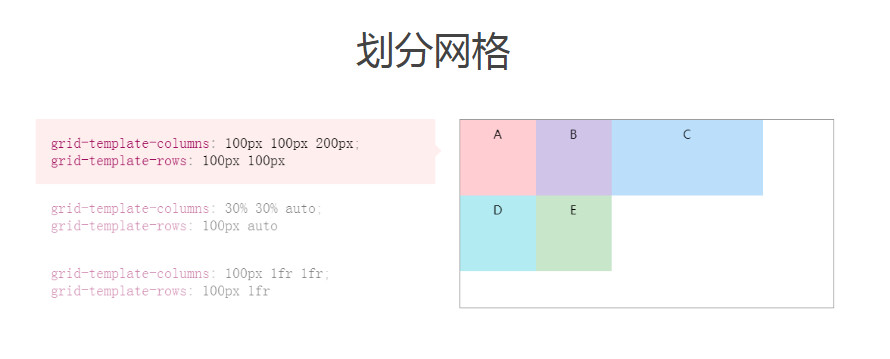 划分网格
grid-template-columns: 100px 100px 200px;
grid-template-rows: 100px 100px
grid-template-columns: 30% 30% auto;
grid-template-rows: 100px auto
grid-template-columns: 100px 1fr 1fr;
grid-template-rows: 100px 1fr
A B C
D E